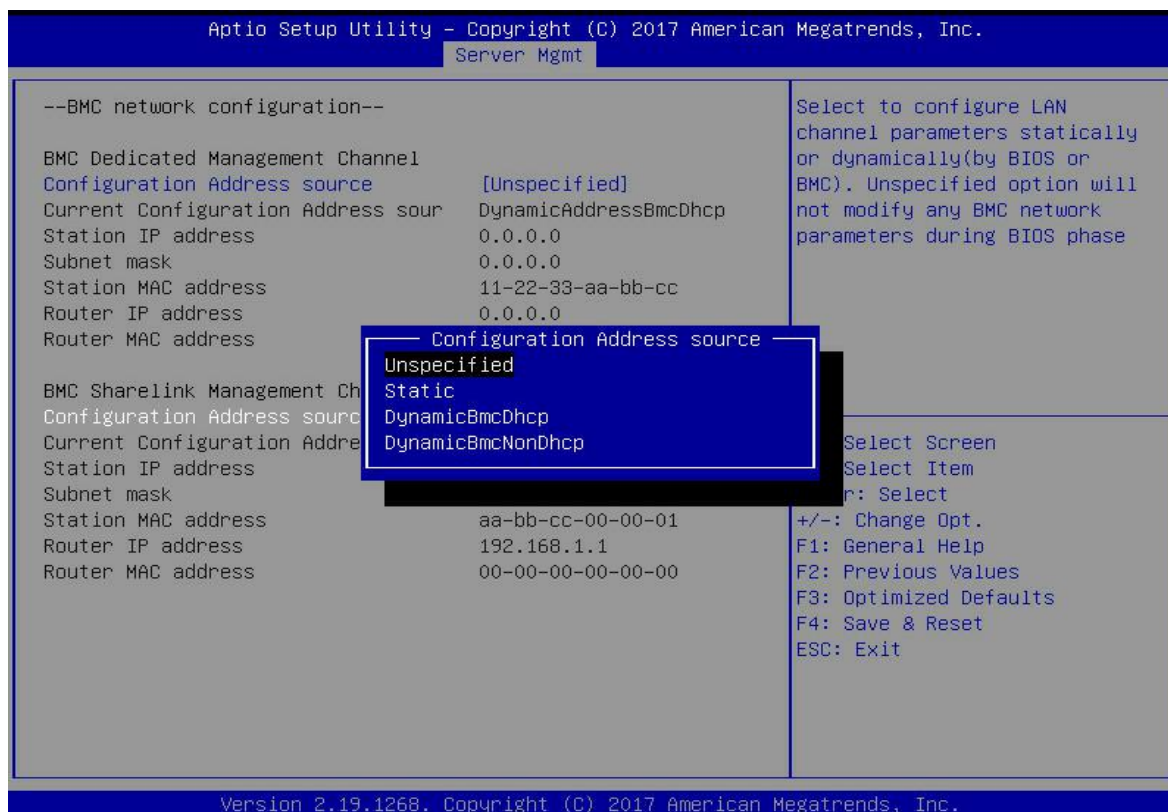 Aptio Setup Utility – Copyright (C) 2017 American Megatrends, Inc.
Server Mgmt
--BMC network configuration--
BMC Dedicated Management Channel
Configuration Address source [Unspecified]
Current Configuration Address sour DynamicAddressBmcDhcp
Station IP address 0.0.0.0
Subnet mask 0.0.0.0
Station MAC address 11-22-33-aa-bb-cc
Router IP address 0.0.0.0
Router MAC address
BMC Sharelink Management Ch
Configuration Address sourc
Current Configuration Addre
Station IP address
Subnet mask
Station MAC address aa-bb-cc-00-00-01
Router IP address 192.168.1.1
Router MAC address 00-00-00-00-00-00
Configuration Address source
Unspecified
Static
DynamicBmcDhcp
DynamicBmcNonDhcp
Select to configure LAN
channel parameters statically
or dynamically(by BIOS or
BMC). Unspecified option will
not modify any BMC network
parameters during BIOS phase
Select Screen
Select Item
r: Select
+/-: Change Opt.
F1: General Help
F2: Previous Values
F3: Optimized Defaults
F4: Save & Reset
ESC: Exit
Version 2.19.1268. Copyright (C) 2017 American Megatrends, Inc.